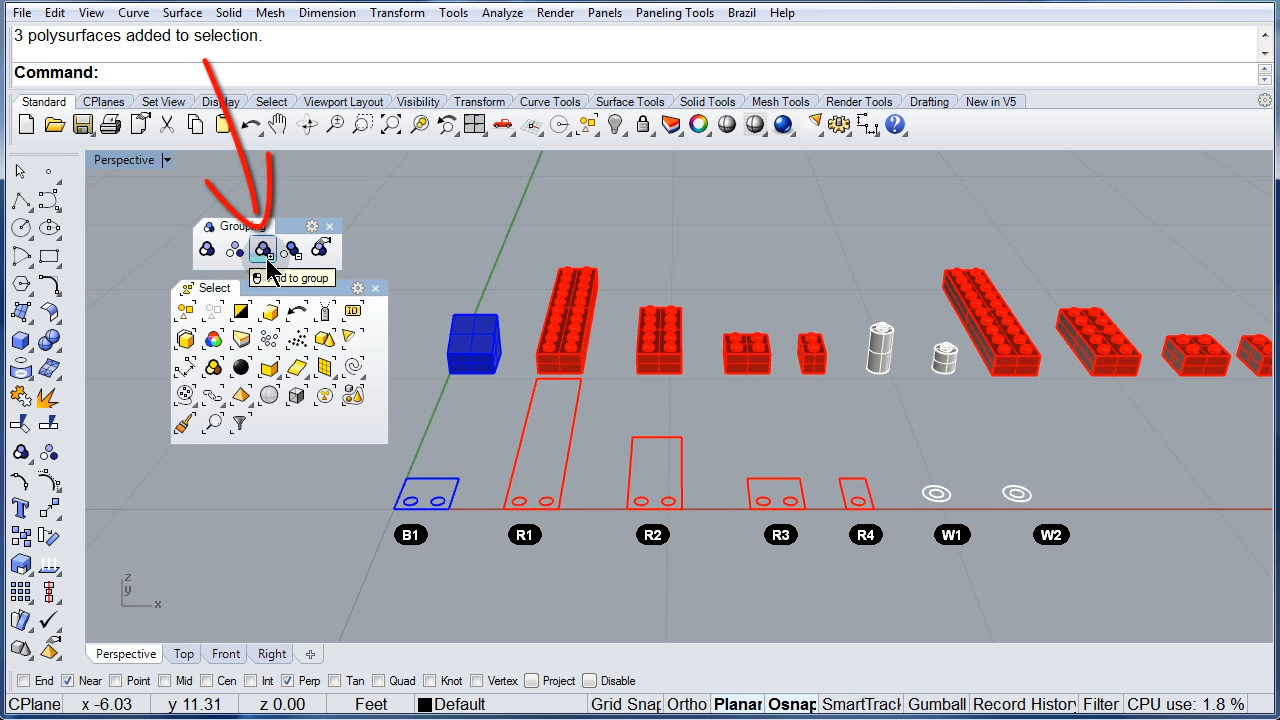 File Edit View Curve Surface Solid Mesh Dimension Transform Tools Analyze Render Panels Paneling Tools Brazil Help
3 polysurfaces added to selection.
Command:
Standard CPlanes Set View Display Select Viewport Layout Visibility Transform Curve Tools Surface Tools Solid Tools Mesh Tools Render Tools Drafting New in V5
Perspective
Grouping
to group
Select
ID
B1 R1 R2 R3 R4 W1 W2
z
y
x
Perspective Top Front Right
End Near Point Mid Cen Int Perp Tan Quad Knot Vertex Project Disable
CPlane x -6.03 y 11.31 z 0.00 Feet Default Grid Snap Ortho Planar Osnap SmartTrack Gumball Record History Filter CPU use: 1.8 %